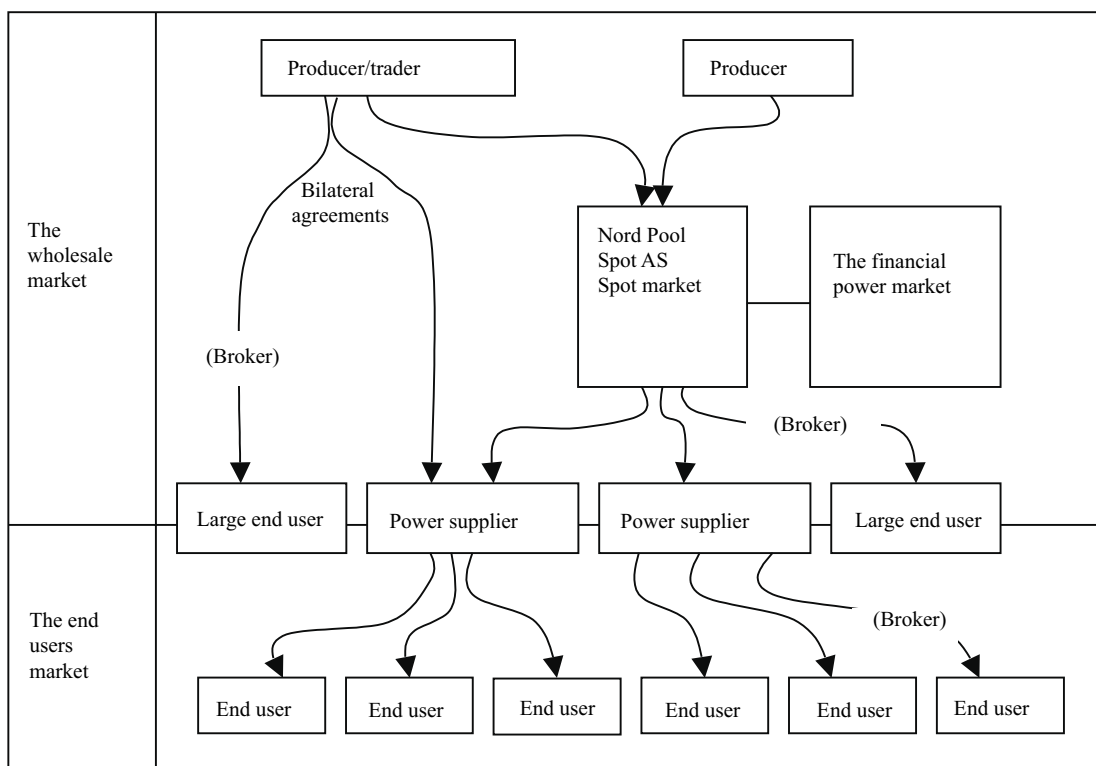 Producer/trader
Producer
Bilateral
agreements
The
wholesale
market
Nord Pool
Spot AS
Spot market
The financial
power market
(Broker)
(Broker)
Large end user
Power supplier
Power supplier
Large end user
The end
users
market
(Broker)
End user
End user
End user
End user
End user
End user